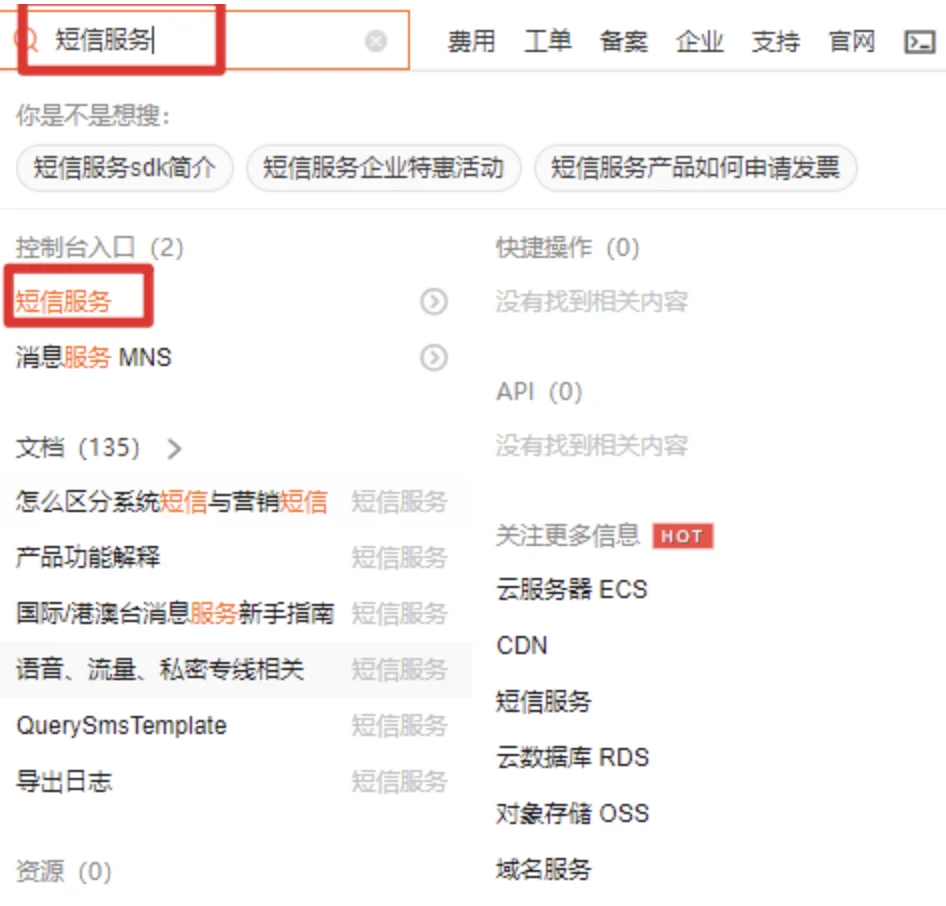 短信服务
费用 工单 备案 企业 支持 官网
你是不是想搜:
短信服务sdk简介 短信服务企业特惠活动 短信服务产品如何申请发票
控制台入口 (2)
短信服务
消息服务 MNS
文档 (135)
怎么区分系统短信与营销短信 短信服务
产品功能解释 短信服务
国际/港澳台消息服务新手指南 短信服务
语音、流量、私密专线相关 短信服务
QuerySmsTemplate 短信服务
导出日志 短信服务
资源 (0)
快捷操作 (0)
没有找到相关内容
API (0)
没有找到相关内容
关注更多信息 HOT
云服务器 ECS
CDN
短信服务
云数据库 RDS
对象存储 OSS
域名服务